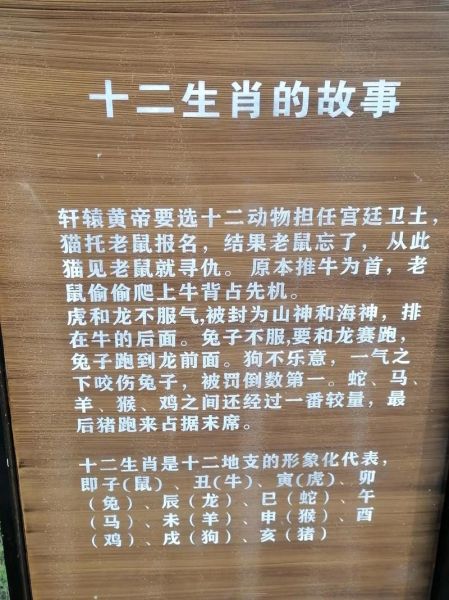 十二生肖的故事
轩辕黄帝要选十二动物担任宫廷卫士,
猫托老鼠报名，结果老鼠忘了，从此
猫见老鼠就寻仇。原本推牛为首，老
鼠偷偷爬上牛背占先机。
虎和龙不服气,被封为山神和海神，排
在牛的后面。兔子不服,要和龙赛跑，
兔子跑到龙前面。狗不乐意，一气之
下咬伤兔子，被罚倒数第一。蛇、马、
羊、猴、鸡之间还经过一番较量，最
后猪跑来占据末席。
十二生肖是十二地支的形象化代表，
即子(鼠)、丑(牛)、寅(虎)、卯
(兔)、辰(龙)、巳(蛇)、午
(马)、未(羊)、申(猴)、酉
(鸡)、戌(狗)、亥(猪)